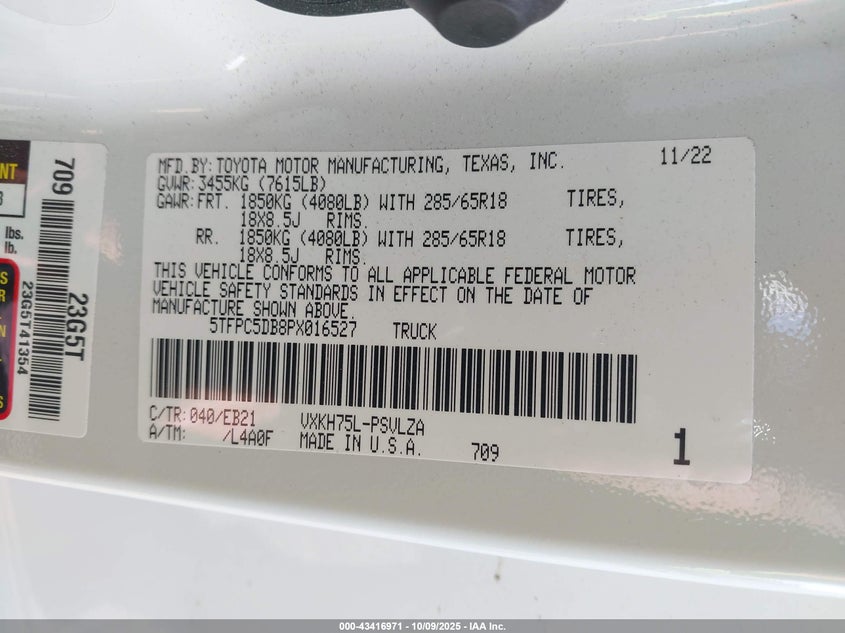 MFD.BY:TOYOTA MOTOR MANUFACTURING, TEXAS, INC. 11/22
GVWR:3455KG (7615LB)
GAWR:FRT. 1850KG (4080LB) WITH 285/65R18 TIRES,
18X8.5J RIMS.
RR. 1850KG (4080LB) WITH 285/65R18 TIRES,
18X8.5J RIMS.
THIS VEHICLE CONFORMS TO ALL APPLICABLE FEDERAL MOTOR
VEHICLE SAFETY STANDARDS IN EFFECT ON THE DATE OF
MANUFACTURE SHOWN ABOVE.
5TFPC5DB8PX016527 TRUCK
C/TR:040/EB21 VXKH75L-PSVLZA
A/TM: /L4A0F MADE IN U.S.A. 709
1
709
23G5T
23G5T41354
lbs.
lb.
000-43416971 - 10/09/2025 - IAA Inc.